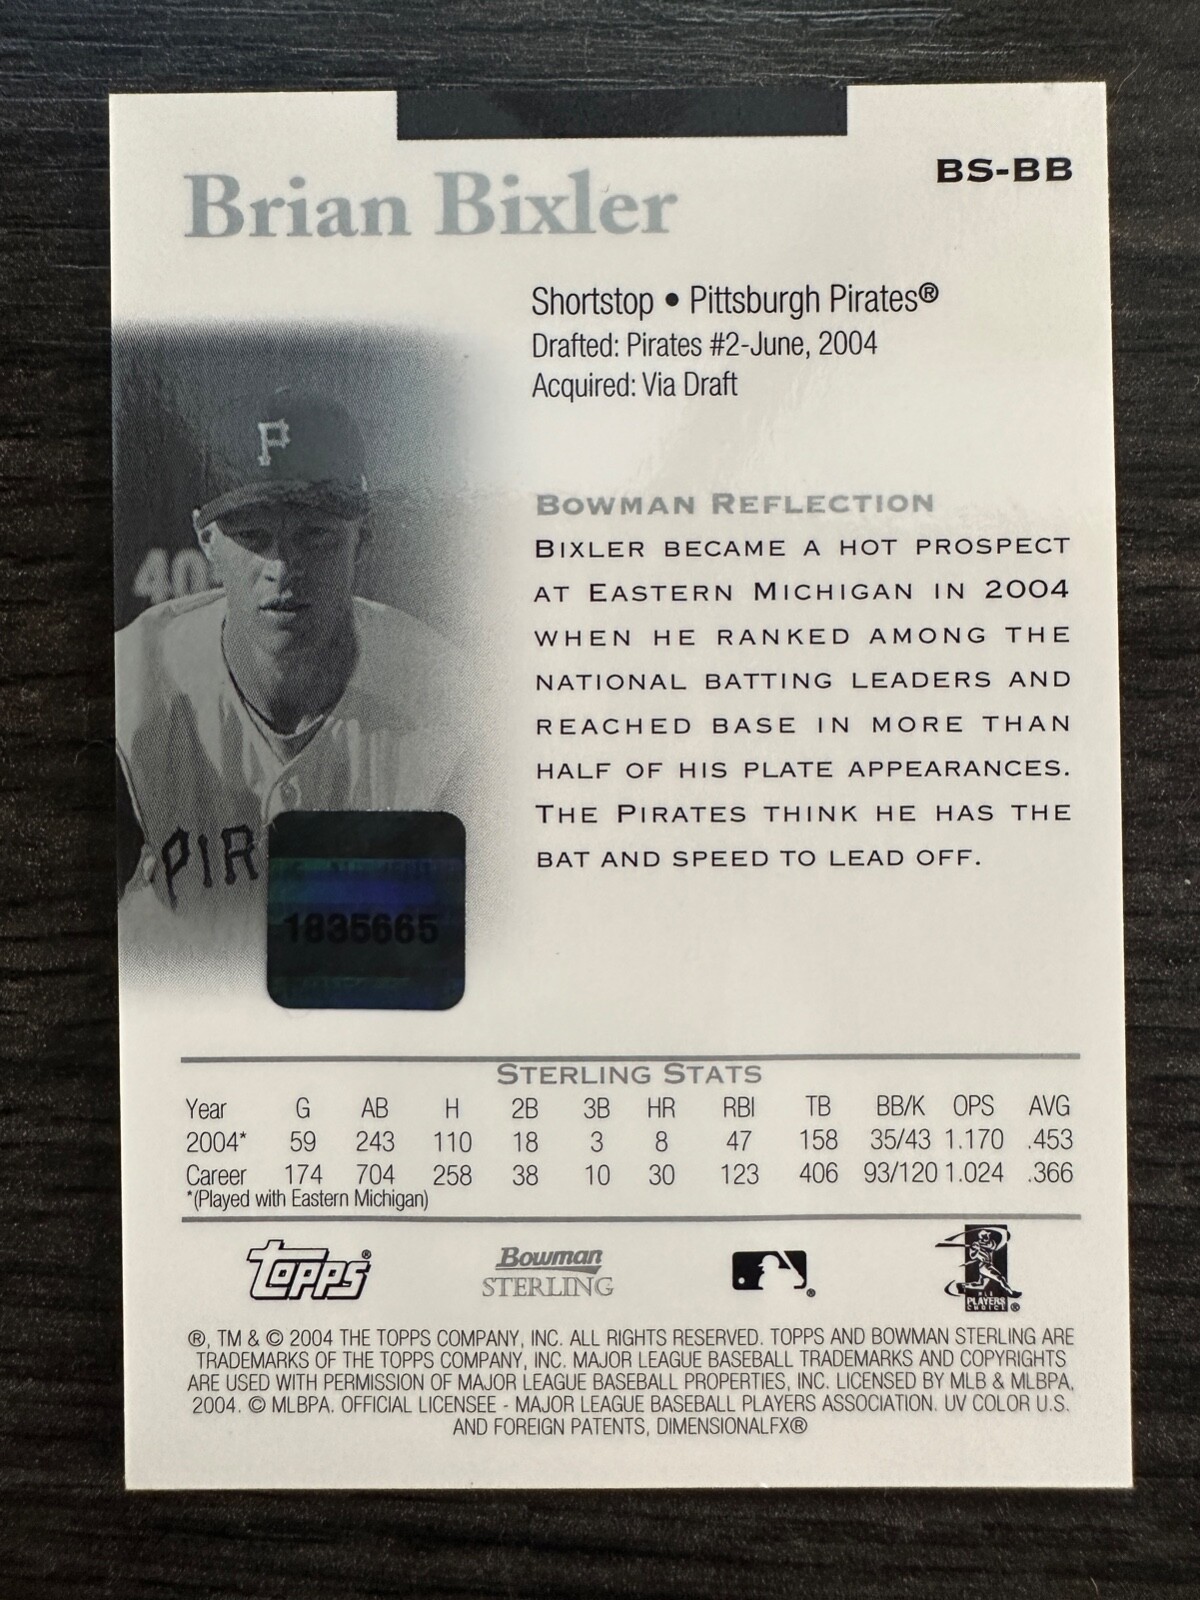 BS-BB
Brian Bixler
Shortstop • Pittsburgh Pirates®
Drafted: Pirates #2-June, 2004
Acquired: Via Draft
P
40
PIR
1835665
BOWMAN REFLECTION
BIXLER BECAME A HOT PROSPECT
AT EASTERN MICHIGAN IN 2004
WHEN HE RANKED AMONG THE
NATIONAL BATTING LEADERS AND
REACHED BASE IN MORE THAN
HALF OF HIS PLATE APPEARANCES.
THE PIRATES THINK HE HAS THE
BAT AND SPEED TO LEAD OFF.
STERLING STATS
Year G AB H 2B 3B HR RBI TB BB/K OPS AVG
2004* 59 243 110 18 3 8 47 158 35/43 1.170 .453
Career 174 704 258 38 10 30 123 406 93/120 1.024 .366
*(Played with Eastern Michigan)
Topps®
Bowman
STERLING
®
PLAYERS
CHOICE ®
®, TM & © 2004 THE TOPPS COMPANY, INC. ALL RIGHTS RESERVED. TOPPS AND BOWMAN STERLING ARE
TRADEMARKS OF THE TOPPS COMPANY, INC. MAJOR LEAGUE BASEBALL TRADEMARKS AND COPYRIGHTS
ARE USED WITH PERMISSION OF MAJOR LEAGUE BASEBALL PROPERTIES, INC. LICENSED BY MLB & MLBPA,
2004. © MLBPA. OFFICIAL LICENSEE - MAJOR LEAGUE BASEBALL PLAYERS ASSOCIATION. UV COLOR U.S.
AND FOREIGN PATENTS, DIMENSIONALFX®